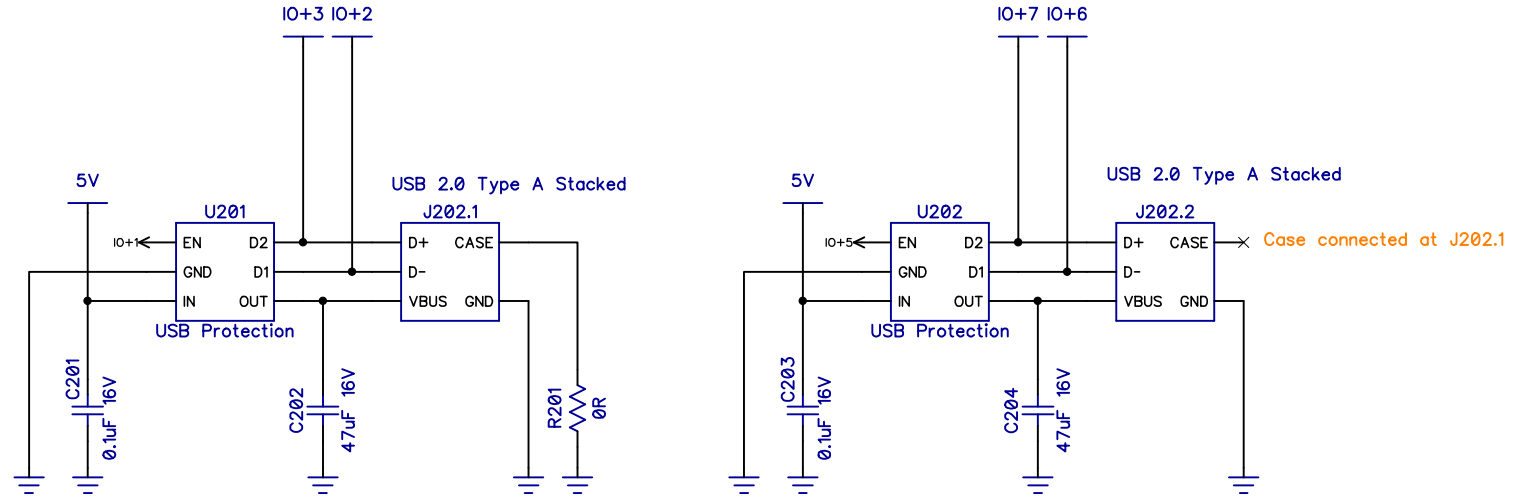 IO+3 IO+2
5V
USB 2.0 Type A Stacked
U201
J202.1
IO+1
EN
D2
GND
D1
IN
OUT
D+
CASE
D-
VBUS
GND
USB Protection
C201
0.1uF 16V
C202
47uF 16V
R201
0R
IO+7 IO+6
5V
USB 2.0 Type A Stacked
U202
J202.2
IO+5
EN
D2
GND
D1
IN
OUT
D+
CASE
D-
VBUS
GND
Case connected at J202.1
USB Protection
C203
0.1uF 16V
C204
47uF 16V